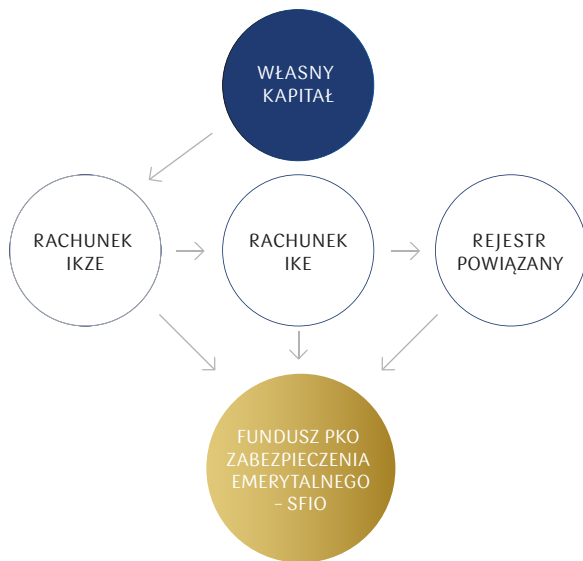 WŁASNY
KAPITAŁ
RACHUNEK
IKZE
RACHUNEK
IKE
REJESTR
POWIĄZANY
FUNDUSZ PKO
ZABEZPIECZENIA
EMERYTALNEGO
– SFIO